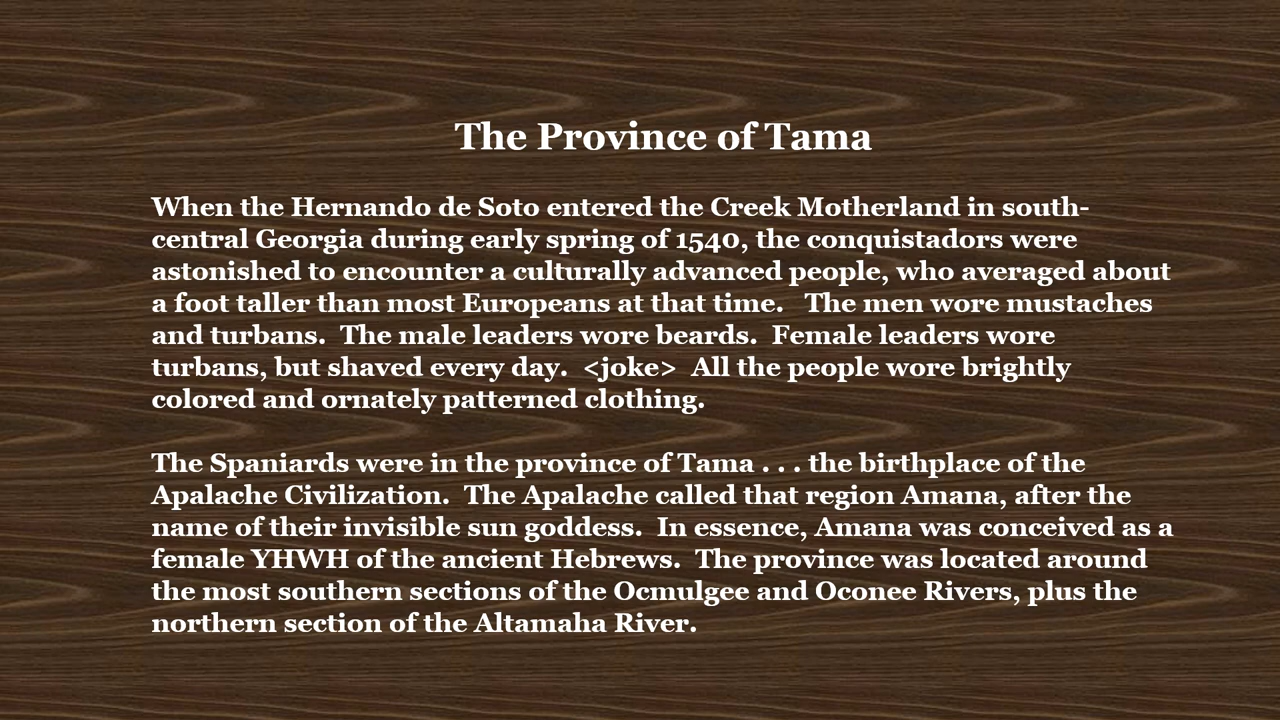 The Province of Tama
When the Hernando de Soto entered the Creek Motherland in south-
central Georgia during early spring of 1540, the conquistadors were
astonished to encounter a culturally advanced people, who averaged about
a foot taller than most Europeans at that time.   The men wore mustaches
and turbans.  The male leaders wore beards.  Female leaders wore
turbans, but shaved every day.  <joke>  All the people wore brightly
colored and ornately patterned clothing.
The Spaniards were in the province of Tama . . . the birthplace of the
Apalache Civilization.  The Apalache called that region Amana, after the
name of their invisible sun goddess.  In essence, Amana was conceived as a
female YHWH of the ancient Hebrews.  The province was located around
the most southern sections of the Ocmulgee and Oconee Rivers, plus the
northern section of the Altamaha River.